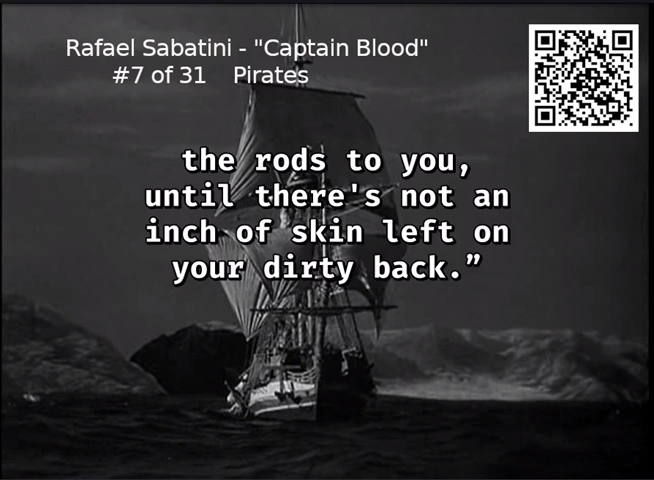 Rafael Sabatini - "Captain Blood"
#7 of 31    Pirates
the rods to you,
until there's not an
inch of skin left on
your dirty back.”